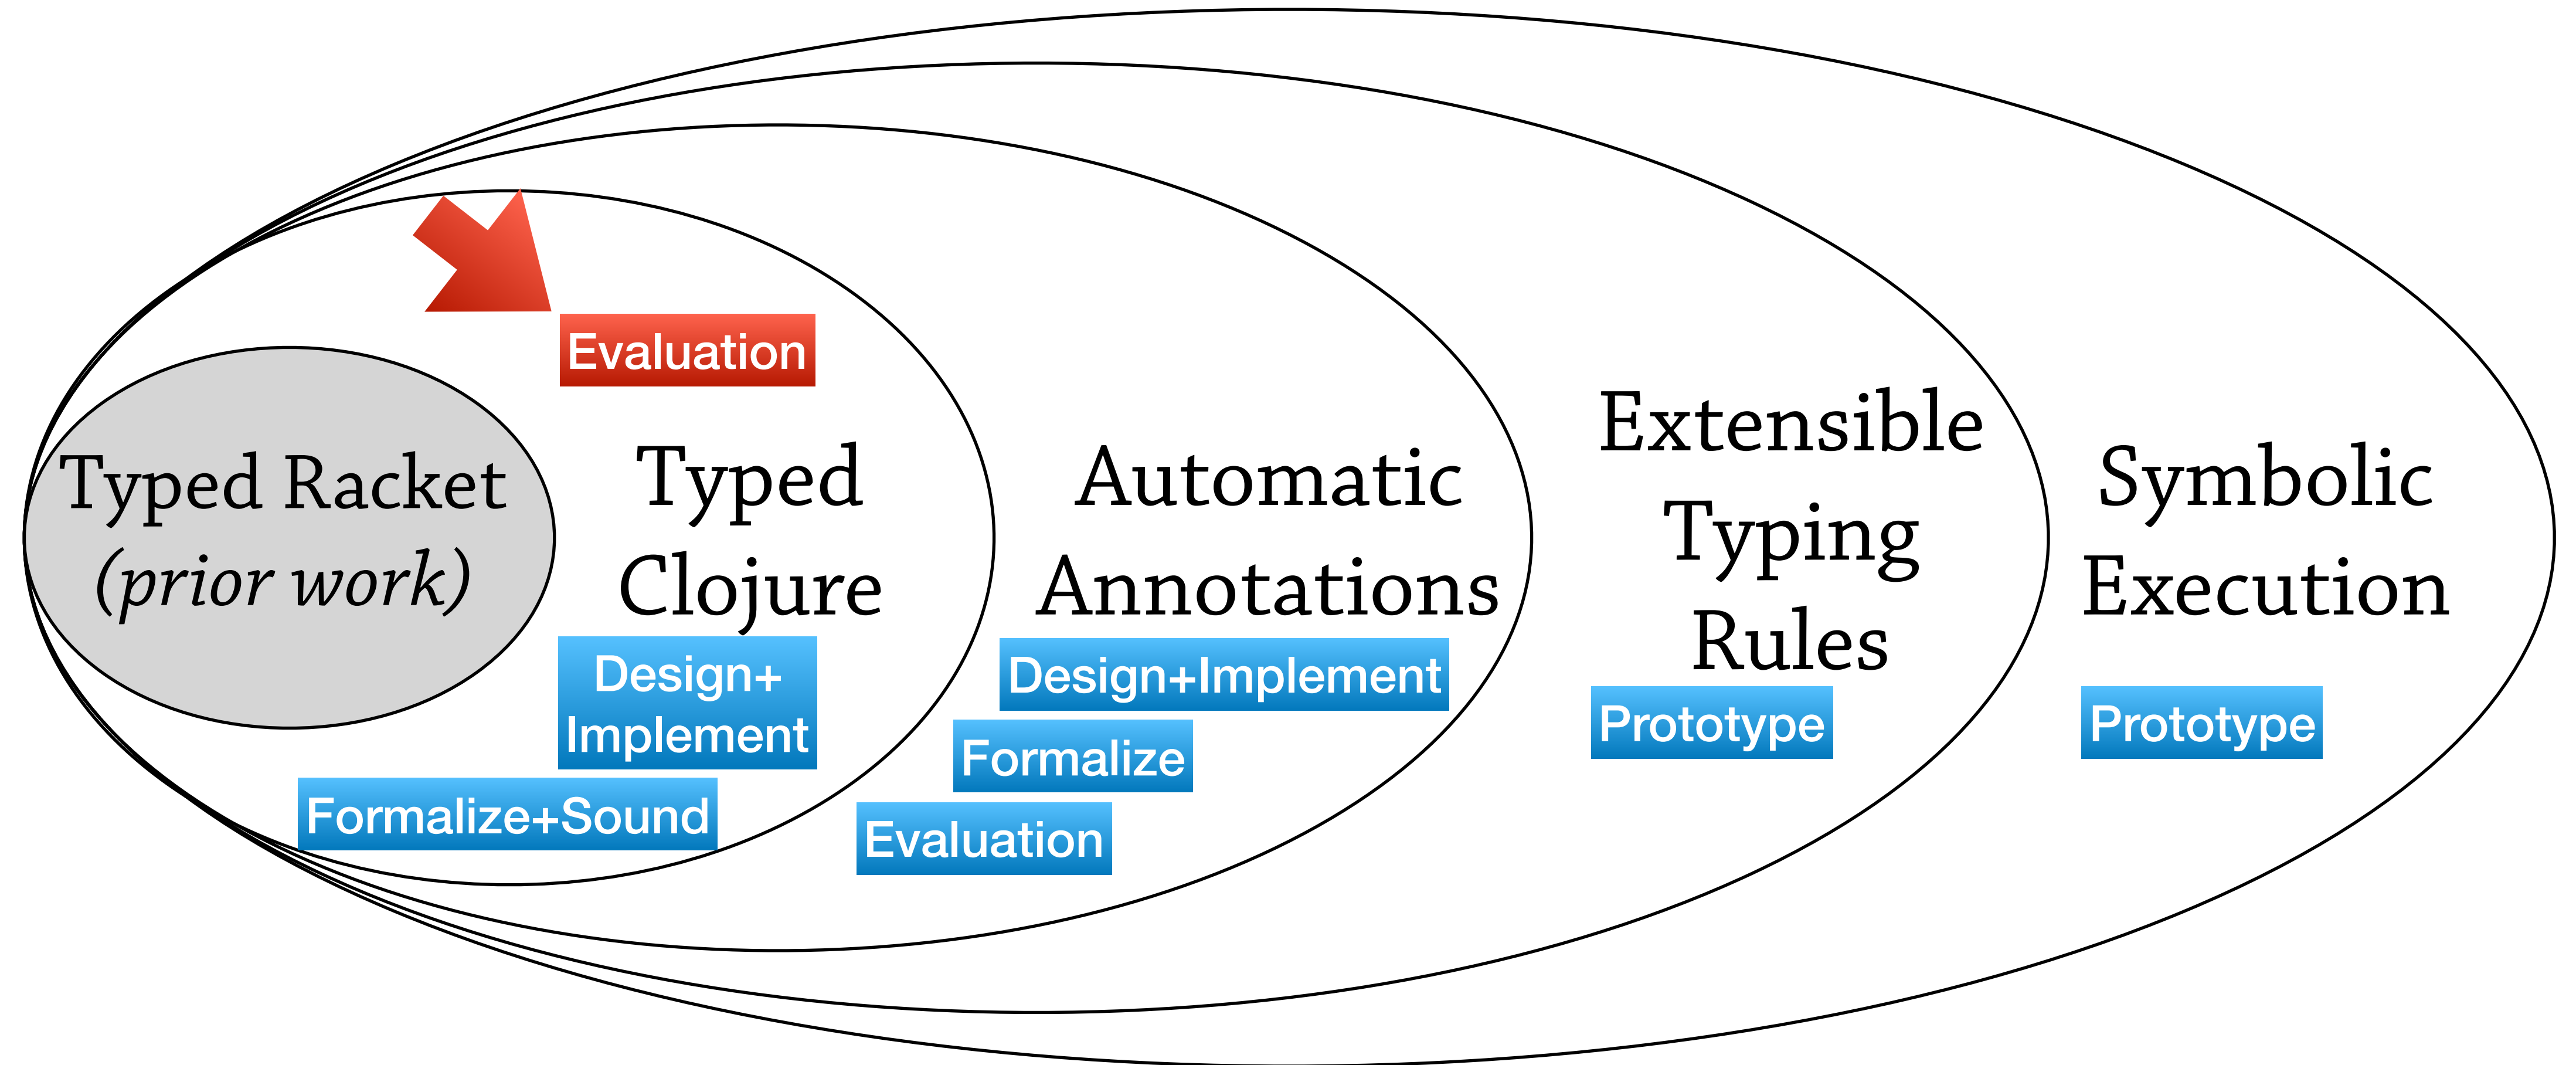 Typed Racket
(prior work)
Evaluation
Typed
Clojure
Design+
Implement
Formalize+Sound
Automatic
Annotations
Design+Implement
Formalize
Evaluation
Extensible
Typing
Rules
Prototype
Symbolic
Execution
Prototype